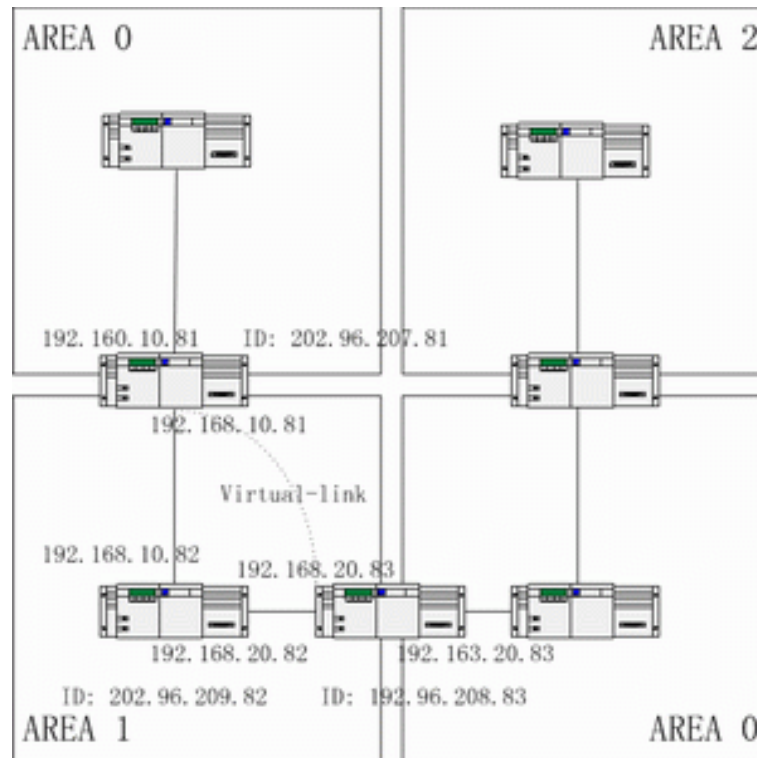 AREA 0
AREA 2
192.160.10.81 ID: 202.96.207.81
192.168.10.81
Virtual-link
192.168.10.82
192.168.20.83
192.168.20.82
192.163.20.83
ID: 202.96.209.82
ID: 192.96.208.83
AREA 1
AREA 0